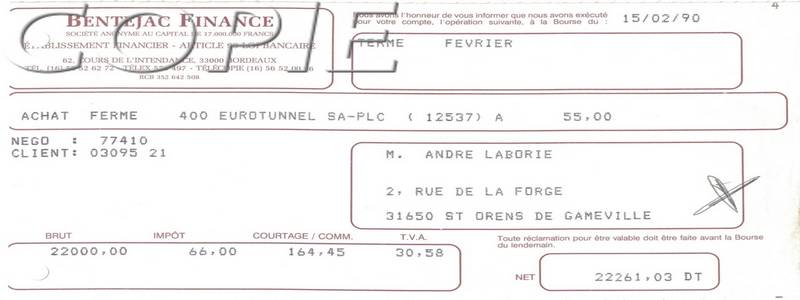 BENTEJAC FINANCE
SOCIÉTÉ ANONYME AU CAPITAL DE 17.000.000 FRANCS
ÉTABLISSEMENT FINANCIER - ARTICLE 99 LOI BANCAIRE
62, COURS DE L'INTENDANCE, 33000 BORDEAUX
RCB 352 642 508
COPIE
Nous avons l'honneur de vous informer que nous avons exécuté
pour votre compte, l'opération suivante, à la Bourse du : 15/02/90
4
TERME FEVRIER
ACHAT FERME 400 EUROTUNNEL SA-PLC ( 12537) A 55,00
NEGO : 77410
CLIENT: 03095 21
M. ANDRE LABORIE
2, RUE DE LA FORGE
31650 ST ORENS DE GAMEVILLE
BRUT IMPÔT COURTAGE / COMM. T.V.A.
22000,00 66,00 164,45 30,58
Toute réclamation pour être valable doit être faite avant la Bourse
du lendemain.
NET 22261,03 DT